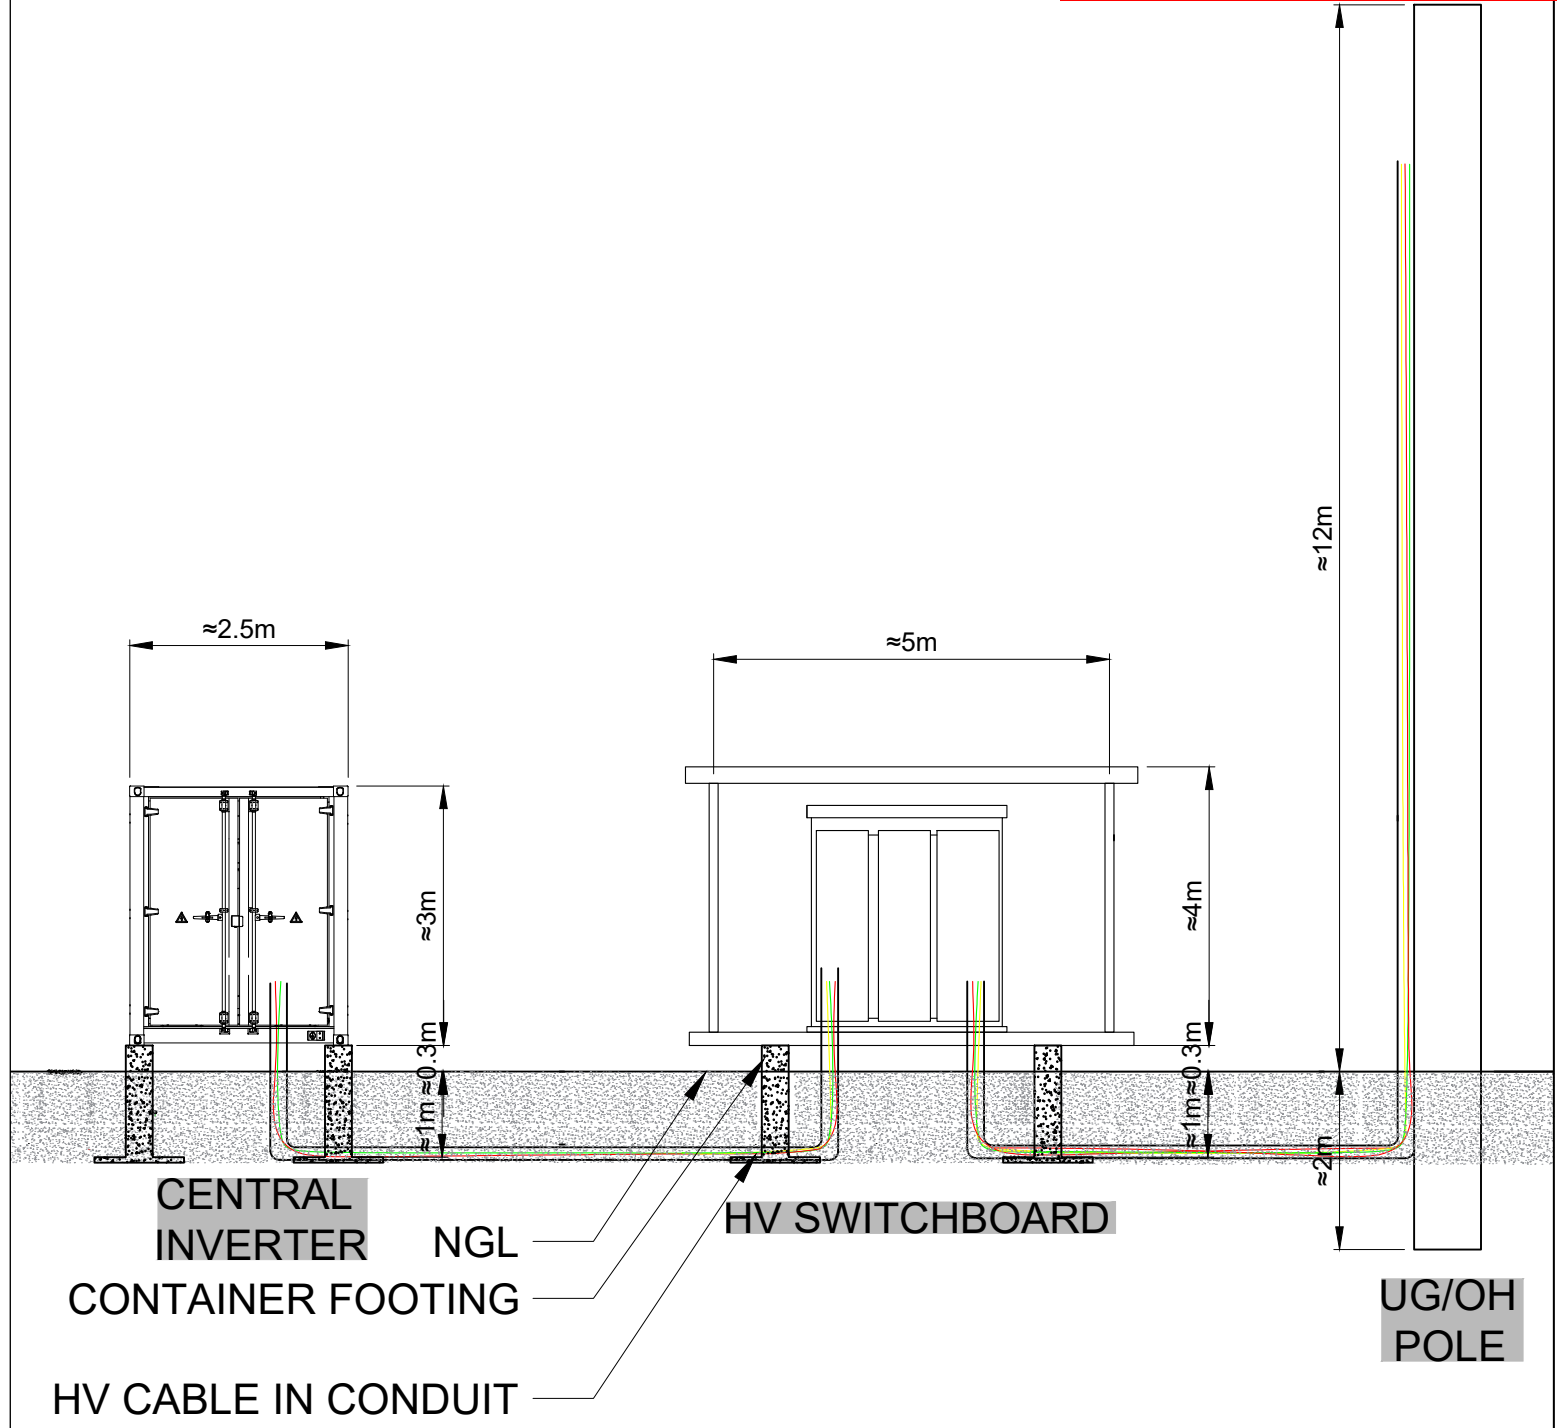 ≈12m
≈2.5m
≈5m
≈3m
≈4m
≈0.3m
≈1m
≈0.3m
≈1m
≈2m
CENTRAL
INVERTER
HV SWITCHBOARD
NGL
CONTAINER FOOTING
UG/OH
POLE
HV CABLE IN CONDUIT